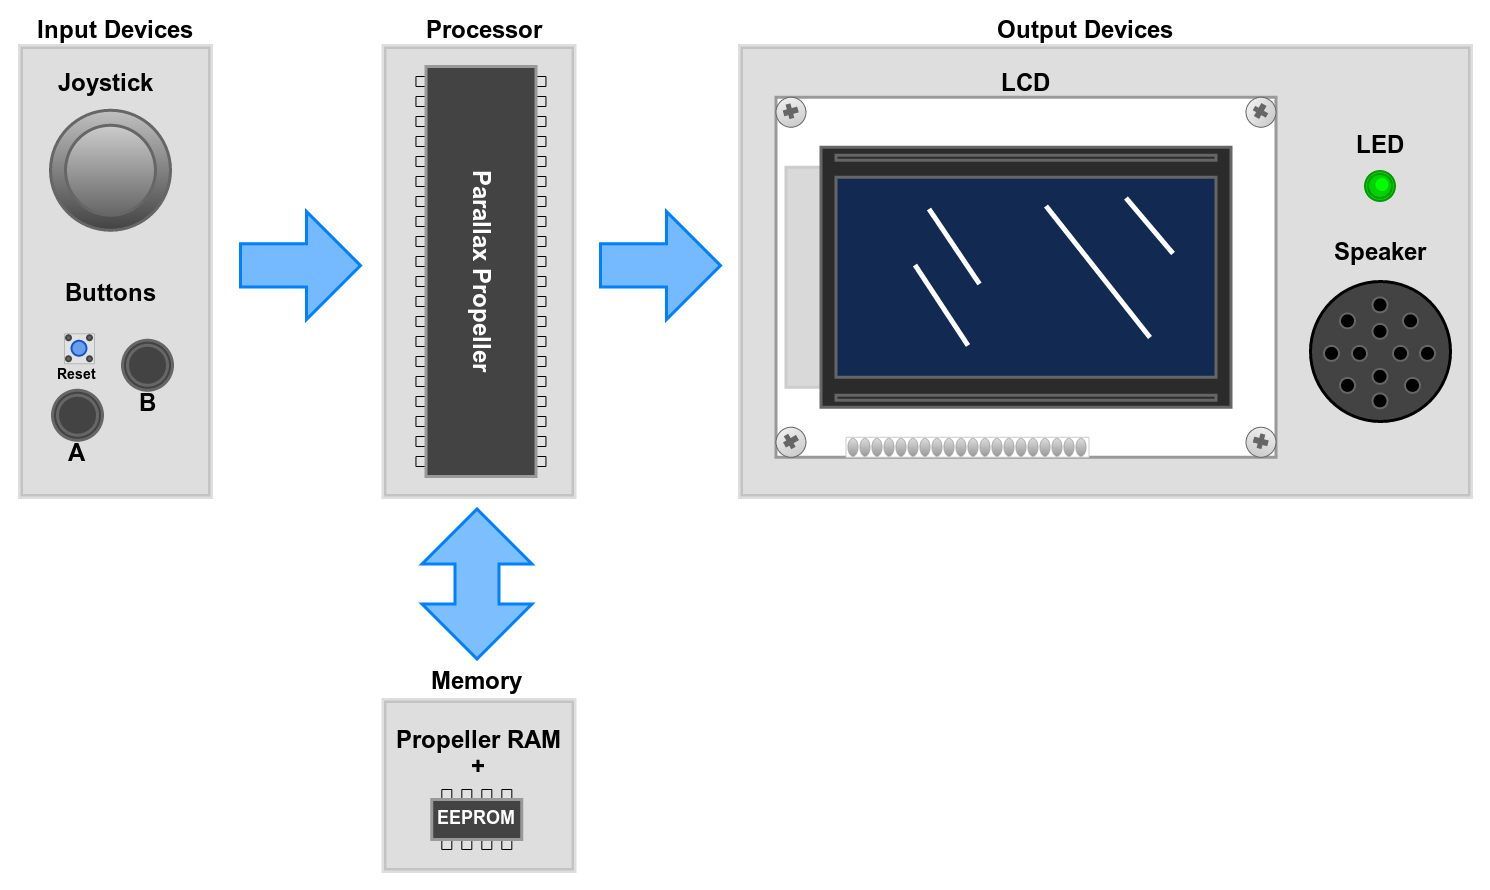 Input Devices
Joystick
Buttons
Reset
B
A
Processor
Parallax Propeller
Output Devices
LCD
LED
Speaker
Memory
Propeller RAM
+
EEPROM